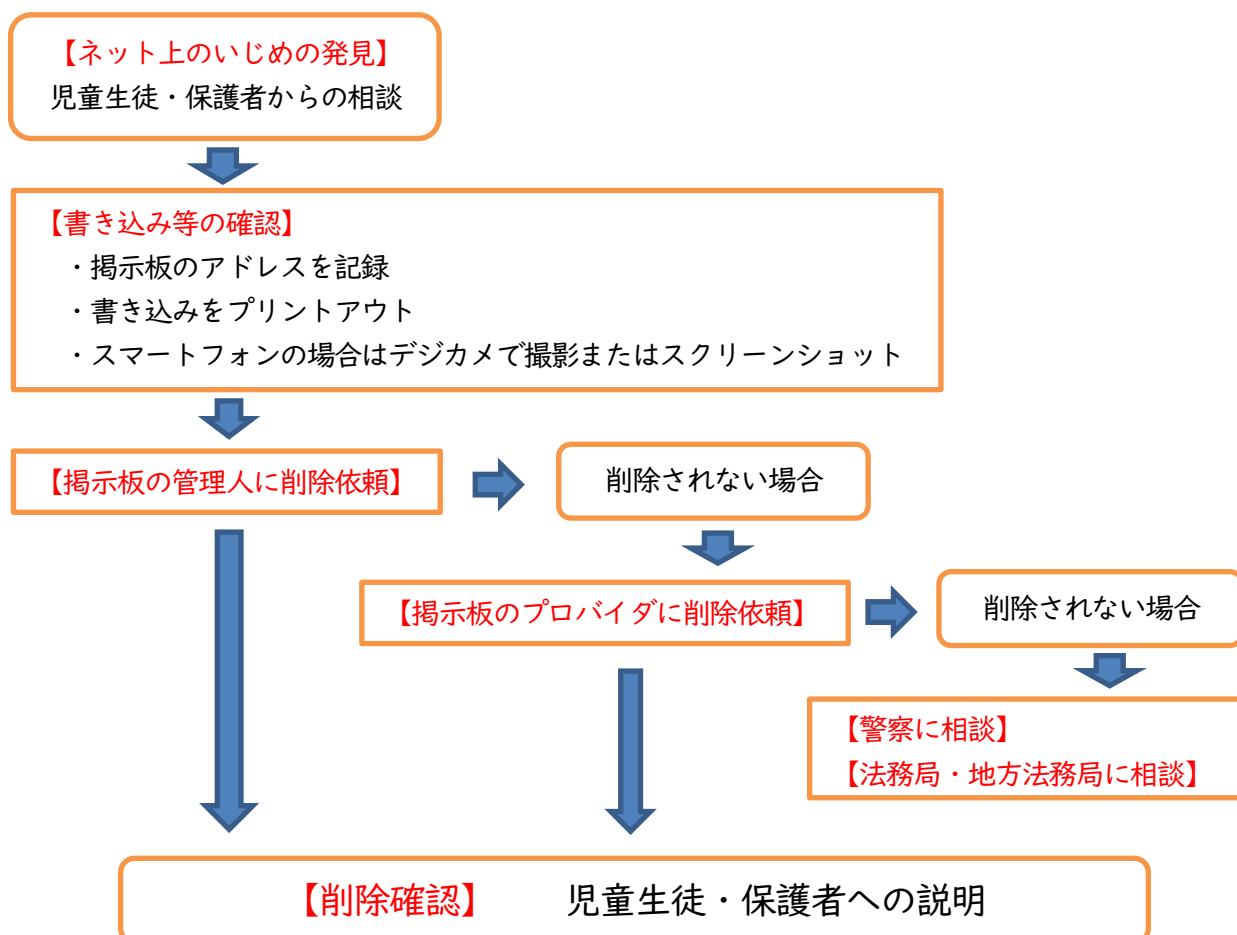 【ネット上のいじめの発見】
児童生徒・保護者からの相談
【書き込み等の確認】
・掲示板のアドレスを記録
・書き込みをプリントアウト
・スマートフォンの場合はデジカメで撮影またはスクリーンショット
【掲示板の管理人に削除依頼】
削除されない場合
【掲示板のプロバイダに削除依頼】
削除されない場合
【警察に相談】
【法務局・地方法務局に相談】
【削除確認】 児童生徒・保護者への説明